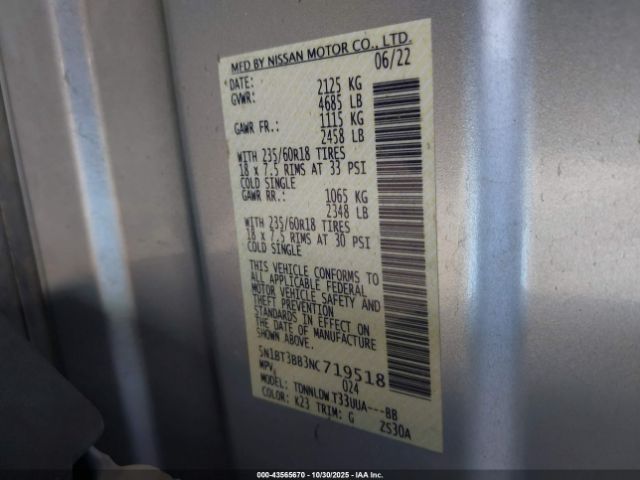 MFD BY NISSAN MOTOR CO., LTD.
DATE: 06/22
GVWR: 2125 KG
4685 LB
GAWR FR.: 1115 KG
2458 LB
WITH 235/60R18 TIRES
18 x 7.5 RIMS AT 33 PSI
COLD SINGLE
GAWR RR.: 1065 KG
2348 LB
WITH 235/60R18 TIRES
18 x 7.5 RIMS AT 30 PSI
COLD SINGLE
THIS VEHICLE CONFORMS TO
ALL APPLICABLE FEDERAL
MOTOR VEHICLE SAFETY AND
THEFT PREVENTION
STANDARDS IN EFFECT ON
THE DATE OF MANUFACTURE
SHOWN ABOVE.
5N1BT3BB3NC719518
MPV 024
MODEL: TDNNLDW T33UUA---BB
COLOR: K23 TRIM: G ZS30A
000-43565670 - 10/30/2025 - IAAC Inc.